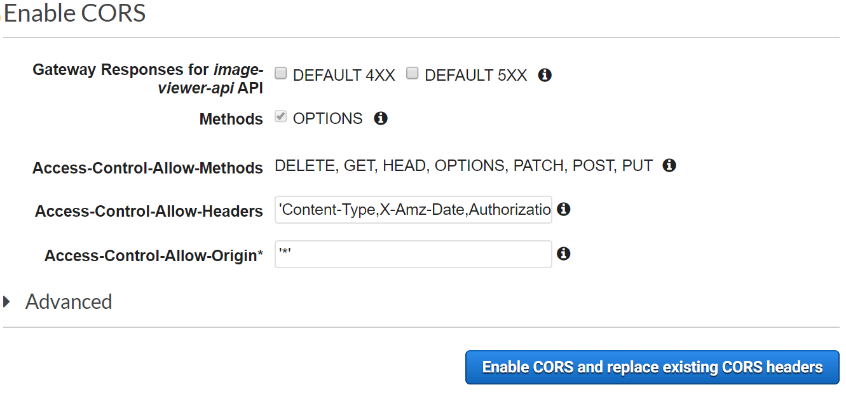 Enable CORS
Gateway Responses for image-
viewer-api API
DEFAULT 4XX
DEFAULT 5XX
Methods
OPTIONS
Access-Control-Allow-Methods
DELETE, GET, HEAD, OPTIONS, PATCH, POST, PUT
Access-Control-Allow-Headers
'Content-Type,X-Amz-Date,Authorizatio
Access-Control-Allow-Origin*
'*'
Advanced
Enable CORS and replace existing CORS headers